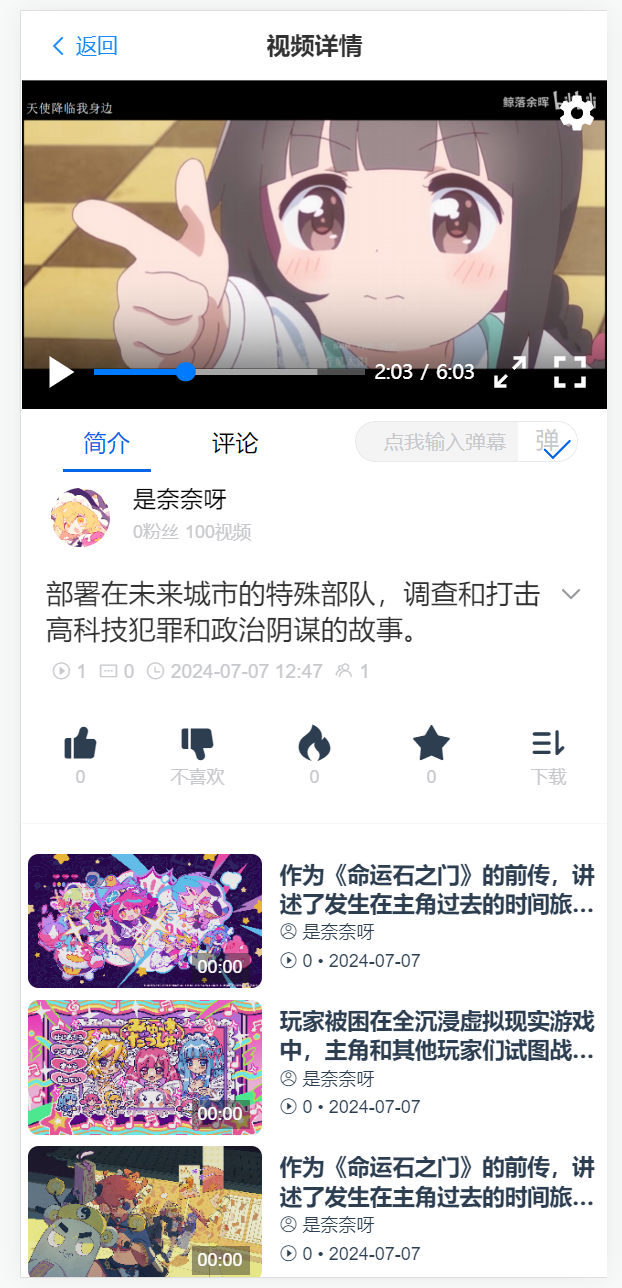 返回
视频详情
天使降临我身边
鲸落余晖 bilibili
2:03 / 6:03
简介
评论
点我输入弹幕
弹
是奈奈呀
0粉丝 100视频
部署在未来城市的特殊部队，调查和打击
高科技犯罪和政治阴谋的故事。
1 0 2024-07-07 12:47 1
0
不喜欢
0
0
下载
00:00
作为《命运石之门》的前传，讲
述了发生在主角过去的时间旅...
是奈奈呀
0 • 2024-07-07
00:00
玩家被困在全沉浸虚拟现实游戏
中，主角和其他玩家们试图战...
是奈奈呀
0 • 2024-07-07
00:00
作为《命运石之门》的前传，讲
述了发生在主角过去的时间旅...
是奈奈呀
0 • 2024-07-07